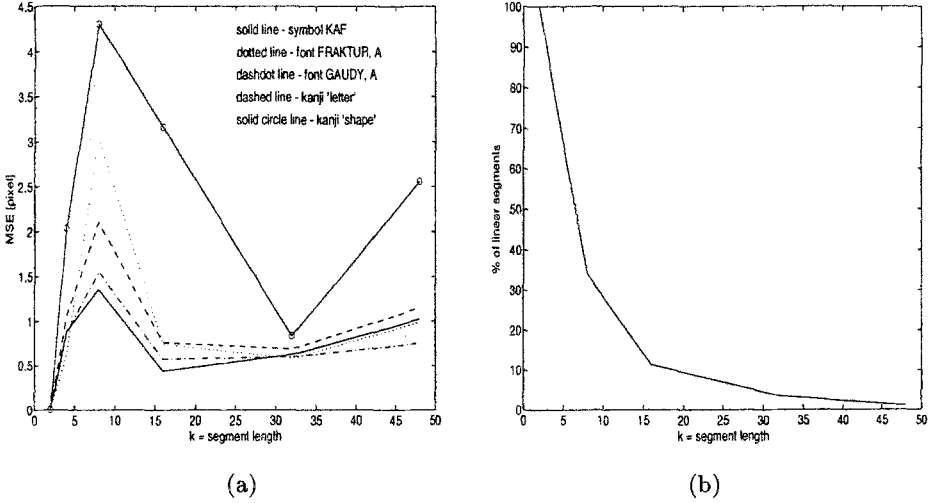 4.5
4
3.5
3
2.5
2
1.5
1
0.5
0
MSE [pixel]
solid line - symbol KAF
dotted line - font FRAKTUR, A
dashdot line - font GAUDY, A
dashed line - kanji 'letter'
solid circle line - kanji 'shape'
0 5 10 15 20 25 30 35 40 45 50
k = segment length
(a)
100
90
80
70
60
50
40
30
20
10
0
% of linear segments
0 5 10 15 20 25 30 35 40 45 50
k = segment length
(b)